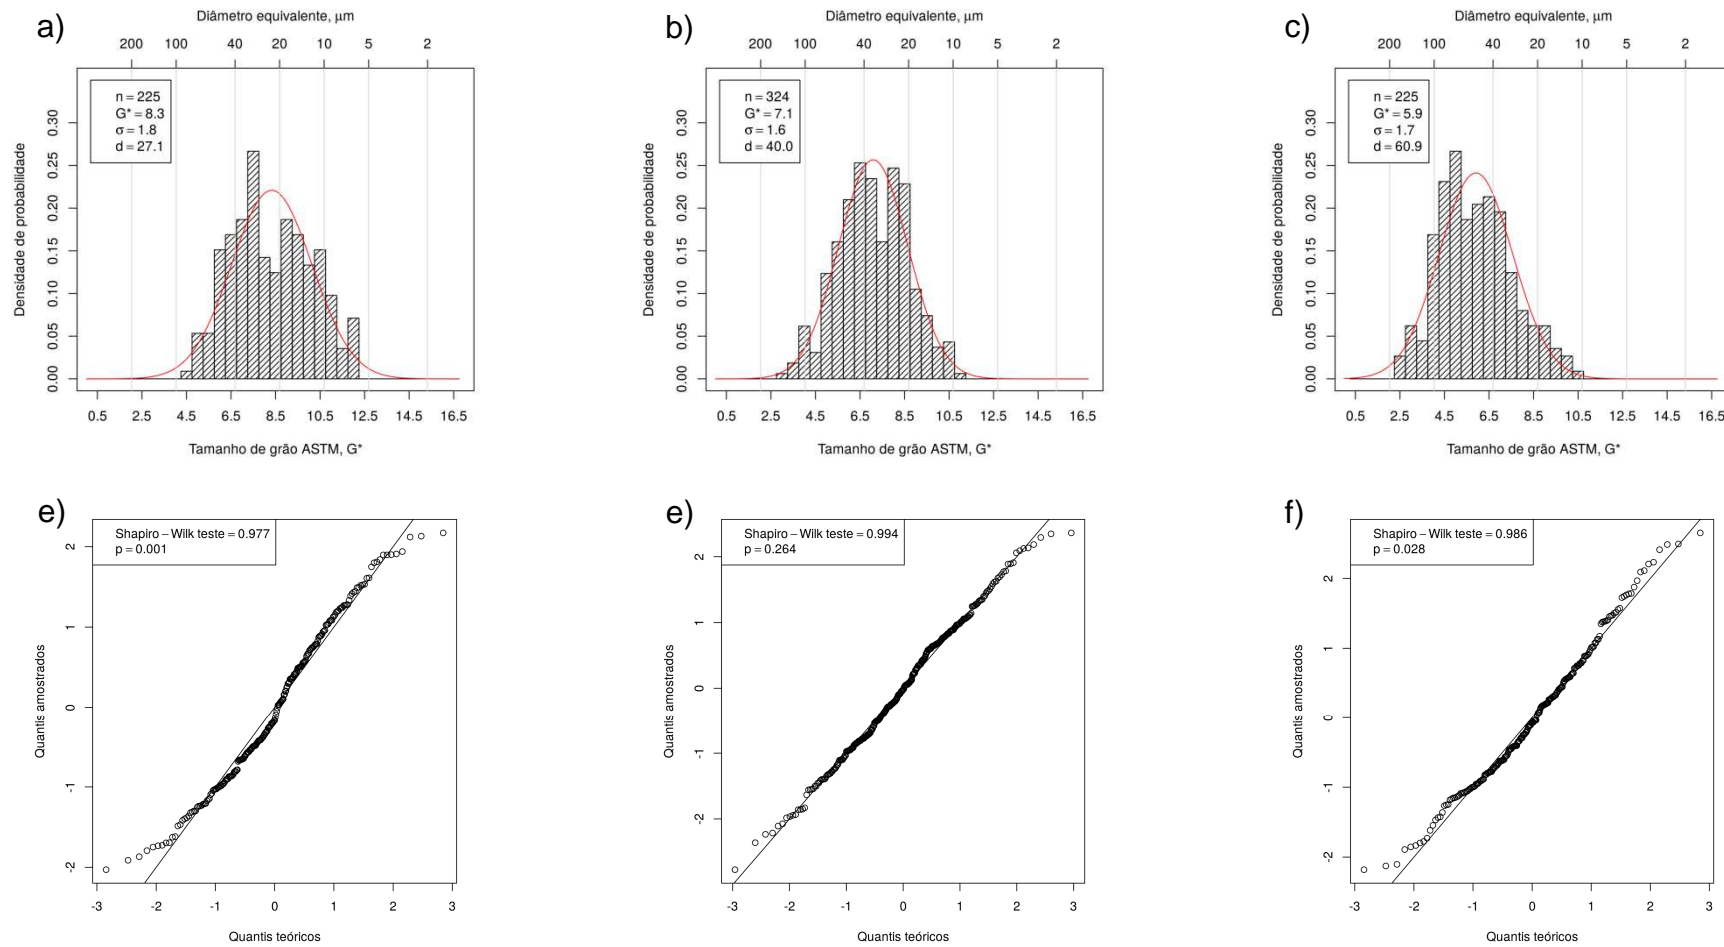 a)
Diâmetro equivalente, µm
200 100 40 20 10 5 2
n = 225
G* = 8.3
σ = 1.8
d = 27.1
Densidade de probabilidade
0.00 0.05 0.10 0.15 0.20 0.25 0.30
0.5 2.5 4.5 6.5 8.5 10.5 12.5 14.5 16.5
Tamanho de grão ASTM, G*
b)
Diâmetro equivalente, µm
200 100 40 20 10 5 2
n = 324
G* = 7.1
σ = 1.6
d = 40.0
Densidade de probabilidade
0.00 0.05 0.10 0.15 0.20 0.25 0.30
0.5 2.5 4.5 6.5 8.5 10.5 12.5 14.5 16.5
Tamanho de grão ASTM, G*
c)
Diâmetro equivalente, µm
200 100 40 20 10 5 2
n = 225
G* = 5.9
σ = 1.7
d = 60.9
Densidade de probabilidade
0.00 0.05 0.10 0.15 0.20 0.25 0.30
0.5 2.5 4.5 6.5 8.5 10.5 12.5 14.5 16.5
Tamanho de grão ASTM, G*
e)
Shapiro – Wilk teste = 0.977
p = 0.001
Quantis amostrados
-2 -1 0 1 2
-3 -2 -1 0 1 2 3
Quantis teóricos
e)
Shapiro – Wilk teste = 0.994
p = 0.264
Quantis amostrados
-2 -1 0 1 2
-3 -2 -1 0 1 2 3
Quantis teóricos
f)
Shapiro – Wilk teste = 0.986
p = 0.028
Quantis amostrados
-2 -1 0 1 2
-3 -2 -1 0 1 2 3
Quantis teóricos